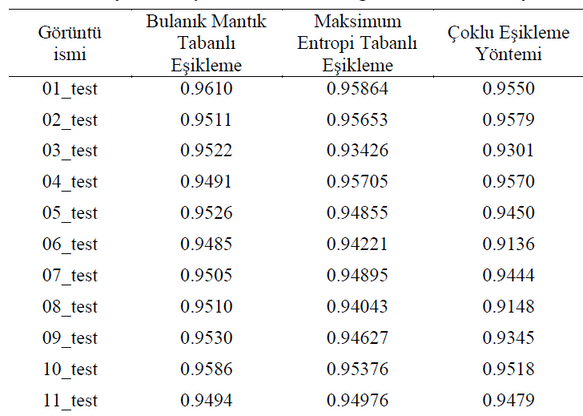 Görüntü ismi Bulanık Mantık Tabanlı Eşikleme Maksimum Entropi Tabanlı Eşikleme Çoklu Eşikleme Yöntemi
01_test 0.9610 0.95864 0.9550
02_test 0.9511 0.95653 0.9579
03_test 0.9522 0.93426 0.9301
04_test 0.9491 0.95705 0.9570
05_test 0.9526 0.94855 0.9450
06_test 0.9485 0.94221 0.9136
07_test 0.9505 0.94895 0.9444
08_test 0.9510 0.94043 0.9148
09_test 0.9530 0.94627 0.9345
10_test 0.9586 0.95376 0.9518
11_test 0.9494 0.94976 0.9479